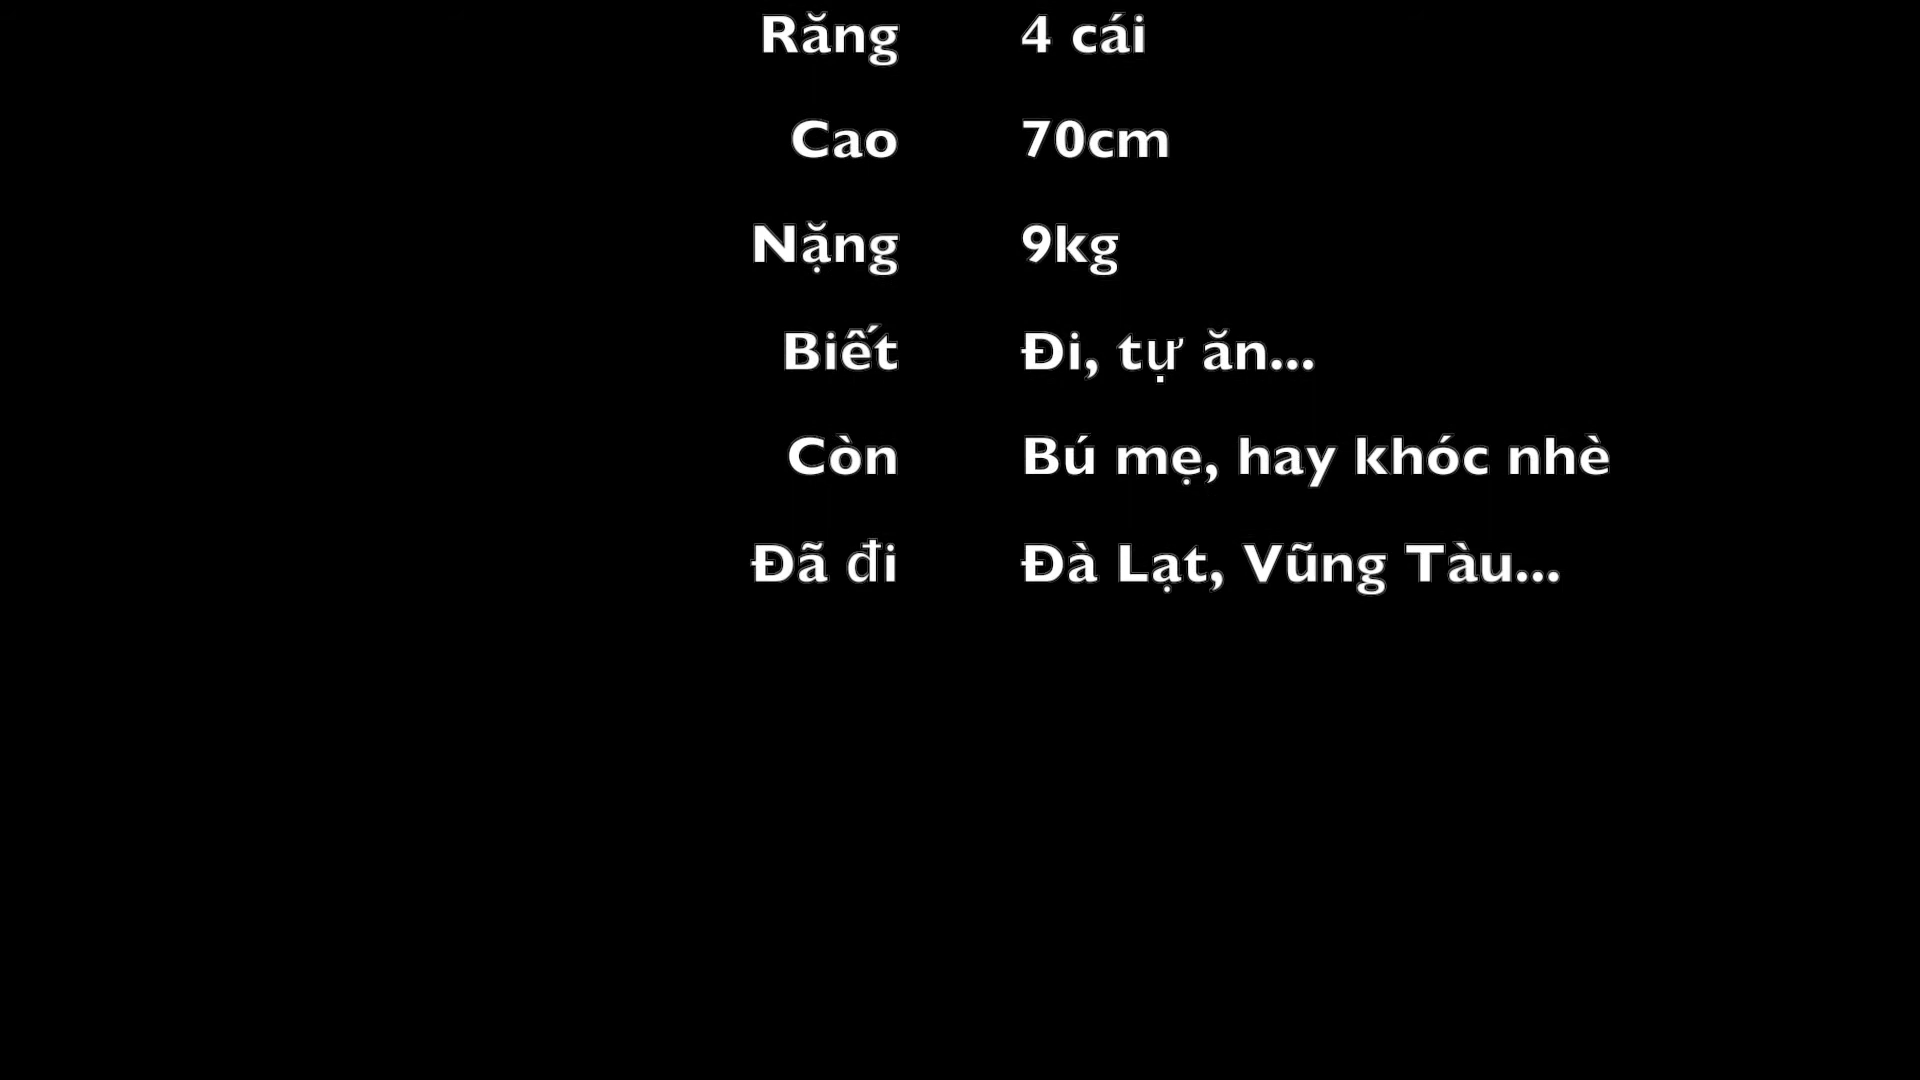 Răng 4 cái
Cao 70cm
Nặng 9kg
Biết Đi, tự ăn...
Còn Bú mẹ, hay khóc nhè
Đã đi Đà Lạt, Vũng Tàu...